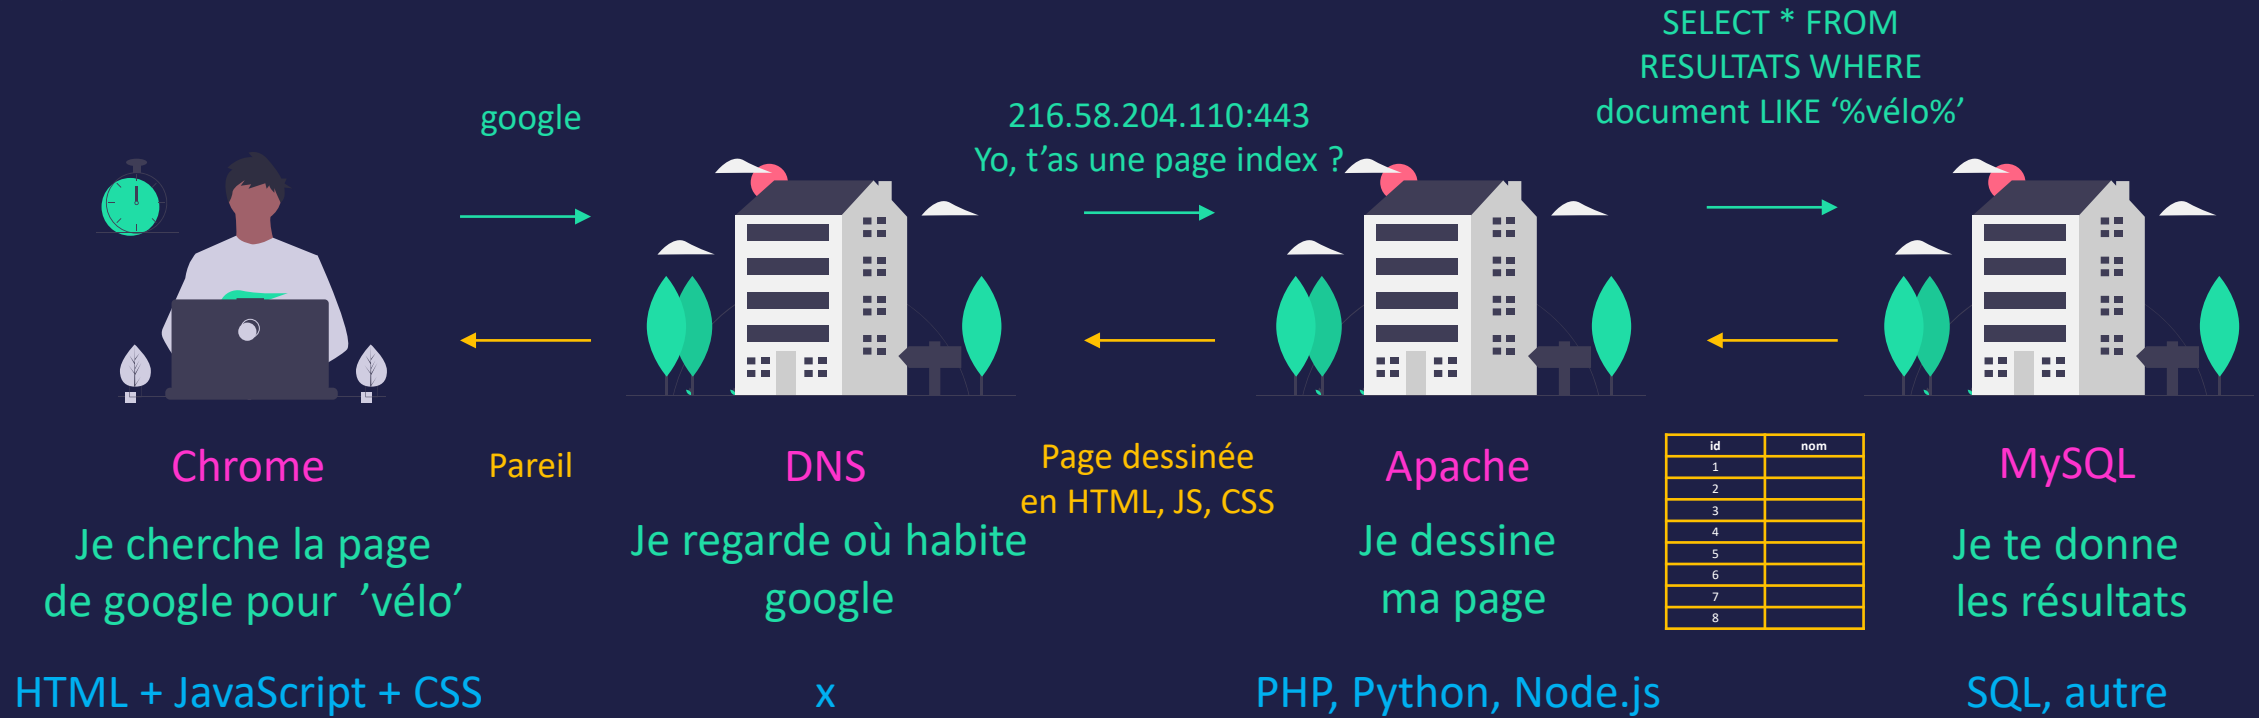 SELECT * FROM
RESULTATS WHERE
document LIKE ‘%vélo%’
google
216.58.204.110:443
Yo, t’as une page index ?
Chrome
Pareil
DNS
Page dessinée
en HTML, JS, CSS
Apache
id nom
1
2
3
4
5
6
7
8
MySQL
Je cherche la page
de google pour ’vélo’
Je regarde où habite
google
Je dessine
ma page
Je te donne
les résultats
HTML + JavaScript + CSS
x
PHP, Python, Node.js
SQL, autre